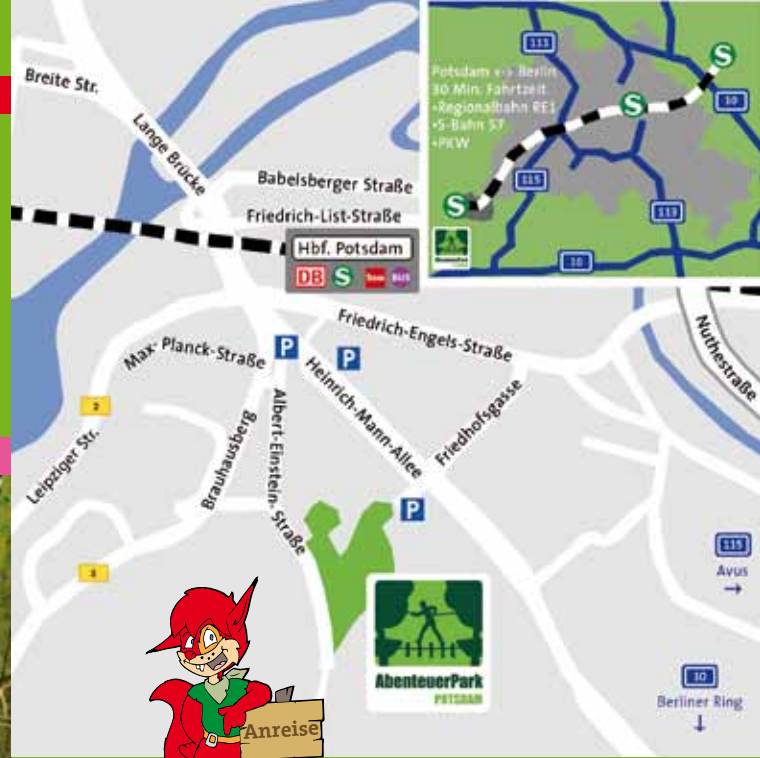 Breite Str.
Lange Brücke
Babelsberger Straße
Friedrich-List-Straße
Hbf. Potsdam
DB S Tram BUS
111
Potsdam <-> Berlin
30 Min. Fahrtzeit
•Regionalbahn RE1
•S-Bahn S7
•PKW
S
S
10
115
S
113
10
Max-Planck-Straße
P
P
Friedrich-Engels-Straße
Nuthestraße
2
Leipziger Str.
Brauhausberg
Albert-Einstein-Straße
Heinrich-Mann-Allee
Friedhofsgasse
P
2
115
Avus
→
10
Berliner Ring
↓
AbenteuerPark
POTSDAM
Anreise